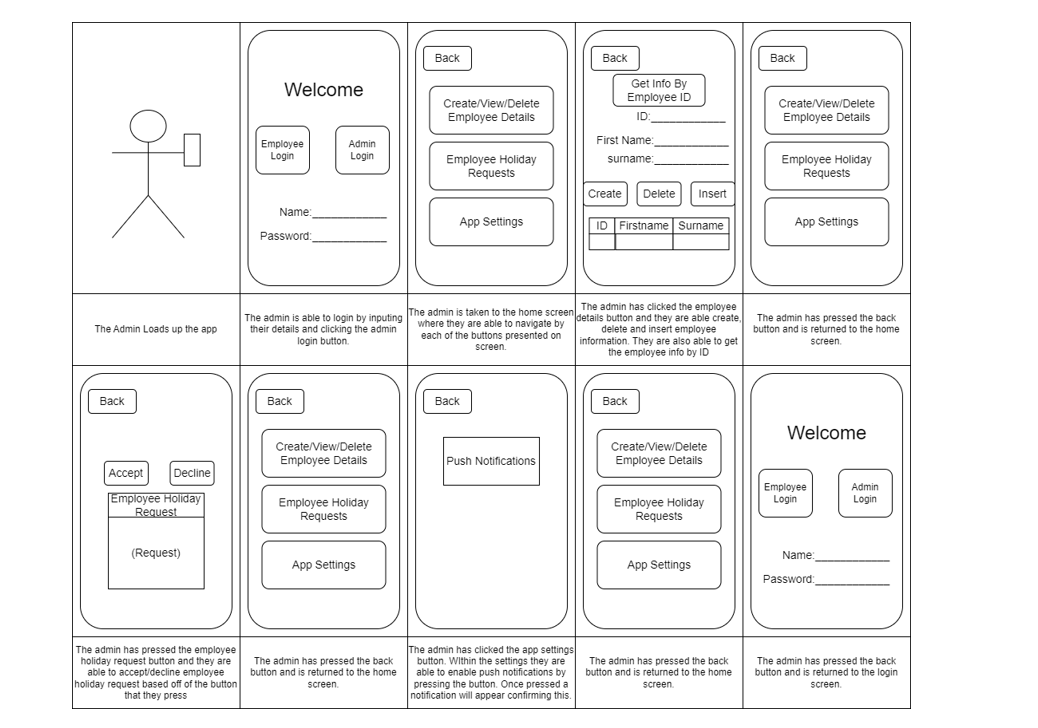 Welcome
Employee
Login
Admin
Login
Name:____________
Password:____________
Back
Create/View/Delete
Employee Details
Employee Holiday
Requests
App Settings
Back
Get Info By
Employee ID
ID:____________
First Name:____________
surname:____________
Create Delete Insert
ID Firstname Surname
Back
Create/View/Delete
Employee Details
Employee Holiday
Requests
App Settings
The Admin Loads up the app
The admin is able to login by inputing
their details and clicking the admin
login button.
The admin is taken to the home screen
where they are able to navigate by
each of the buttons presented on
screen.
The admin has clicked the employee
details button and they are able create,
delete and insert employee
information. They are also able to get
the employee info by ID
The admin has pressed the back
button and is returned to the home
screen.
Back
Accept Decline
Employee Holiday
Request
(Request)
Back
Create/View/Delete
Employee Details
Employee Holiday
Requests
App Settings
Back
Push Notifications
Back
Create/View/Delete
Employee Details
Employee Holiday
Requests
App Settings
Welcome
Employee
Login
Admin
Login
Name:____________
Password:____________
The admin has pressed the employee
holiday request button and they are
able to accept/decline employee
holiday request based off of the button
that they press
The admin has pressed the back
button and is returned to the home
screen.
The admin has clicked the app settings
button. WIthin the settings they are
able to enable push notifications by
pressing the button. Once pressed a
notification will appear confirming this.
The admin has pressed the back
button and is returned to the home
screen.
The admin has pressed the back
button and is returned to the login
screen.